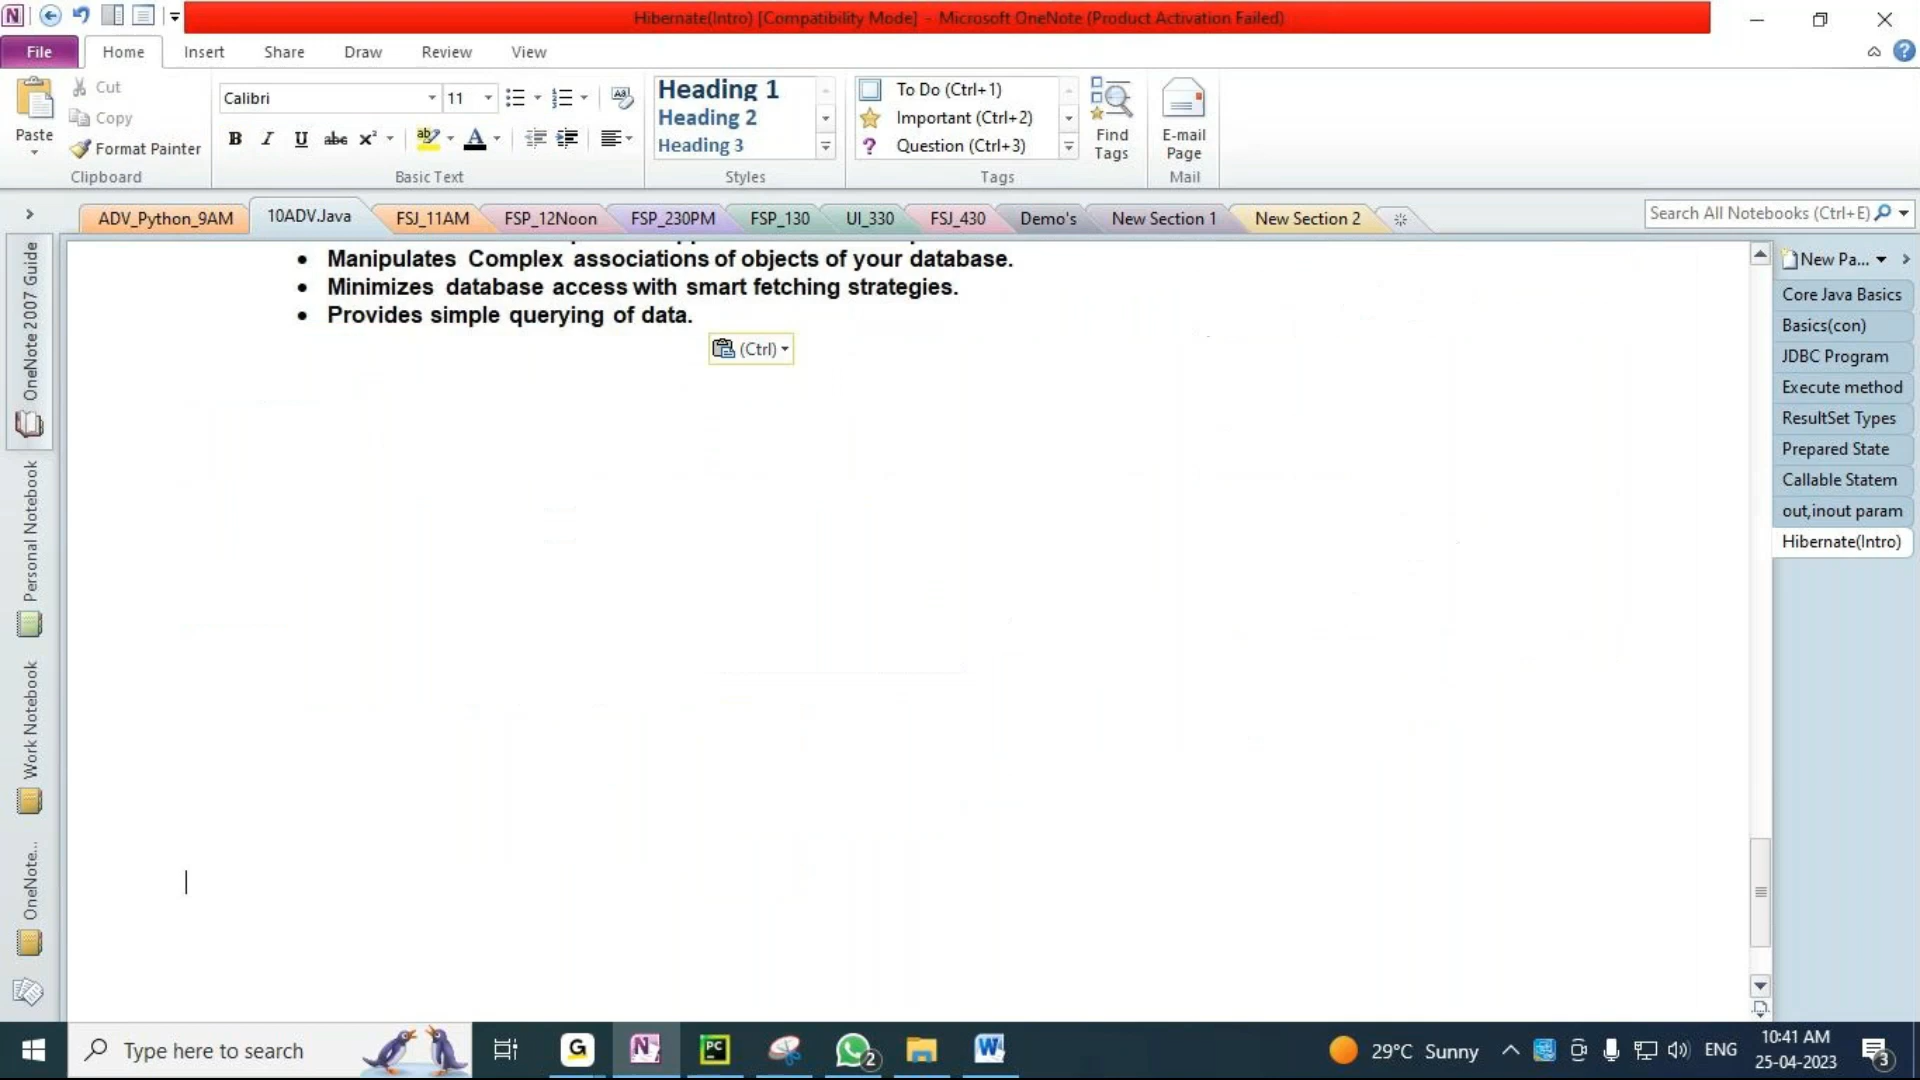 Hibernate(Intro) [Compatibility Mode] - Microsoft OneNote (Product Activation Failed)
File Home Insert Share Draw Review View
Cut
Copy
Paste
Format Painter
Clipboard
Calibri 11
Basic Text
Heading 1
Heading 2
Heading 3
Styles
To Do (Ctrl+1)
Important (Ctrl+2)
Question (Ctrl+3)
Tags
Find
Tags
E-mail
Page
Mail
ADV_Python_9AM 10ADV.Java FSJ_11AM FSP_12Noon FSP_230PM FSP_130 UI_330 FSJ_430 Demo's New Section 1 New Section 2
Search All Notebooks (Ctrl+E)
OneNote 2007 Guide
Personal Notebook
Work Notebook
OneNote...
• Manipulates Complex associations of objects of your database.
• Minimizes database access with smart fetching strategies.
• Provides simple querying of data.
(Ctrl)
New Pa...
Core Java Basics
Basics(con)
JDBC Program
Execute method
ResultSet Types
Prepared State
Callable Statem
out,inout param
Hibernate(Intro)
Type here to search
2
29°C Sunny
ENG
10:41 AM
25-04-2023
3